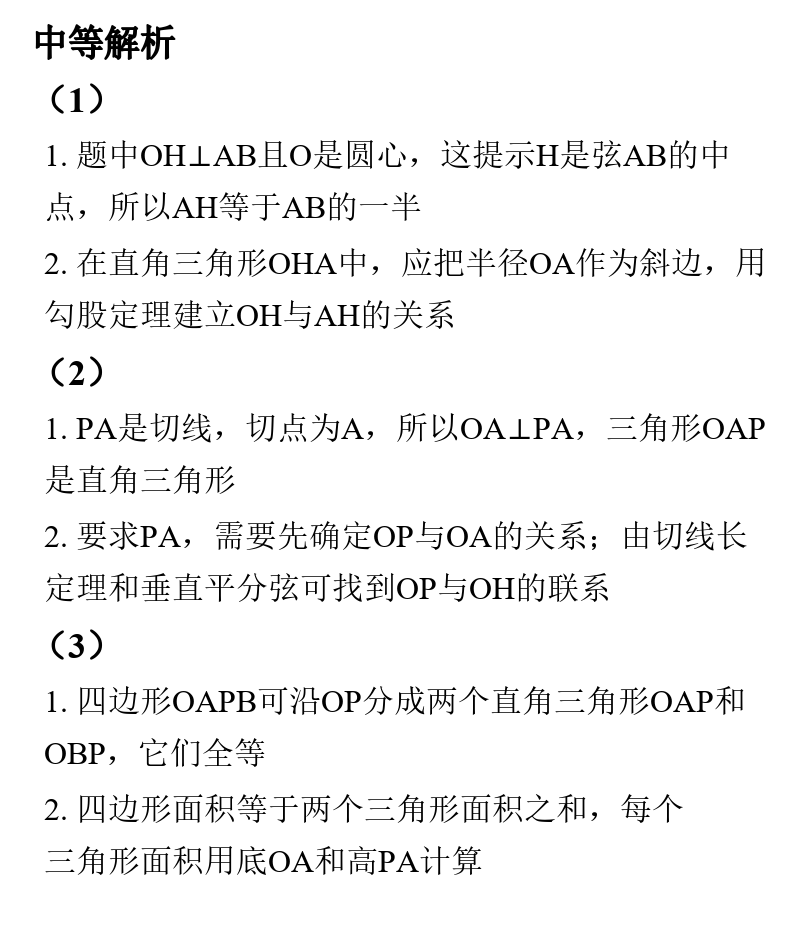 中等解析
（1）
1. 题中OH⊥AB且O是圆心，这提示H是弦AB的中
点，所以AH等于AB的一半
2. 在直角三角形OHA中，应把半径OA作为斜边，用
勾股定理建立OH与AH的关系
（2）
1. PA是切线，切点为A，所以OA⊥PA，三角形OAP
是直角三角形
2. 要求PA，需要先确定OP与OA的关系；由切线长
定理和垂直平分弦可找到OP与OH的联系
（3）
1. 四边形OAPB可沿OP分成两个直角三角形OAP和
OBP，它们全等
2. 四边形面积等于两个三角形面积之和，每个
三角形面积用底OA和高PA计算